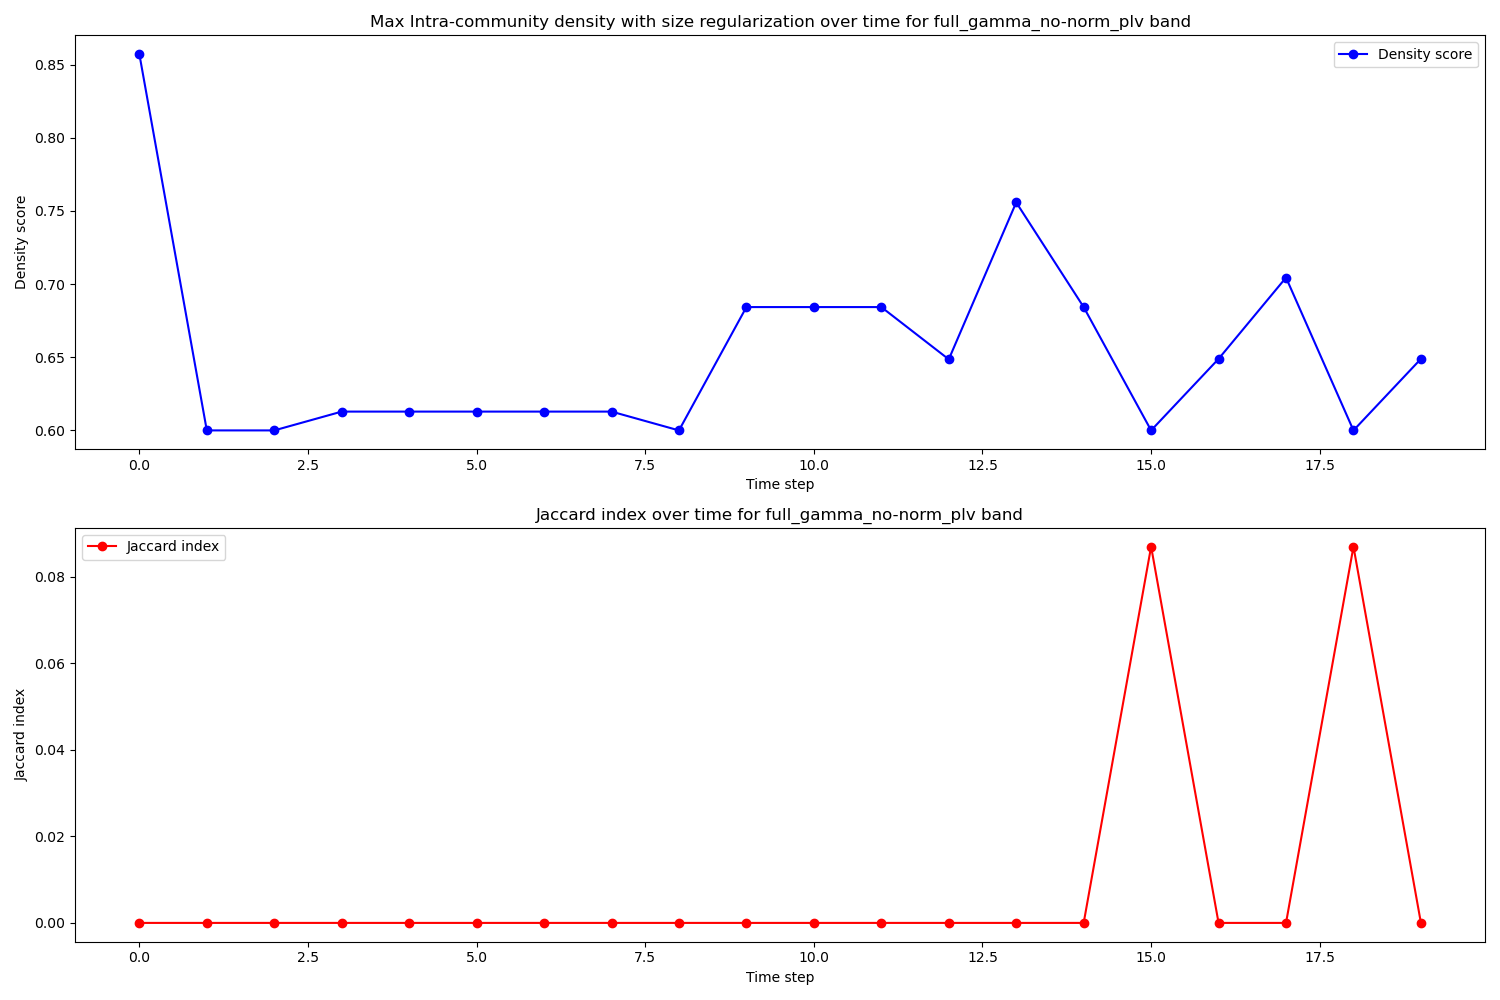 Max Intra-community density with size regularization over time for full_gamma_no-norm_plv band
Density score
0.85
0.80
0.75
0.70
0.65
0.60
Density score
0.0 2.5 5.0 7.5 10.0 12.5 15.0 17.5
Time step
Jaccard index over time for full_gamma_no-norm_plv band
Jaccard index
0.08
0.06
0.04
0.02
0.00
Jaccard index
0.0 2.5 5.0 7.5 10.0 12.5 15.0 17.5
Time step